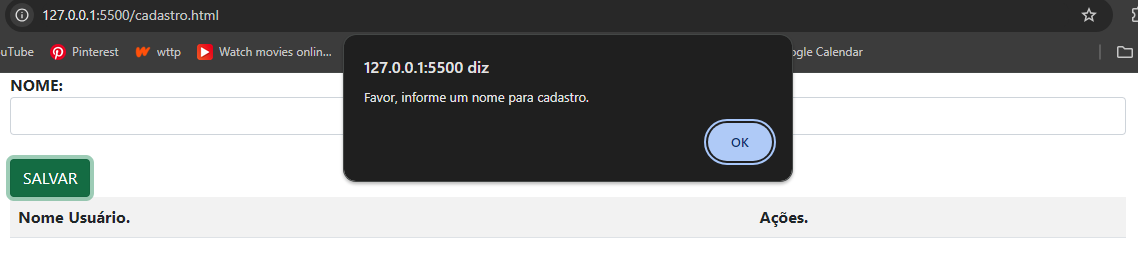 127.0.0.1:5500/cadastro.html
uTube Pinterest wttp Watch movies onlin... ogle Calendar
127.0.0.1:5500 diz
Favor, informe um nome para cadastro.
OK
NOME:
SALVAR
Nome Usuário. Ações.